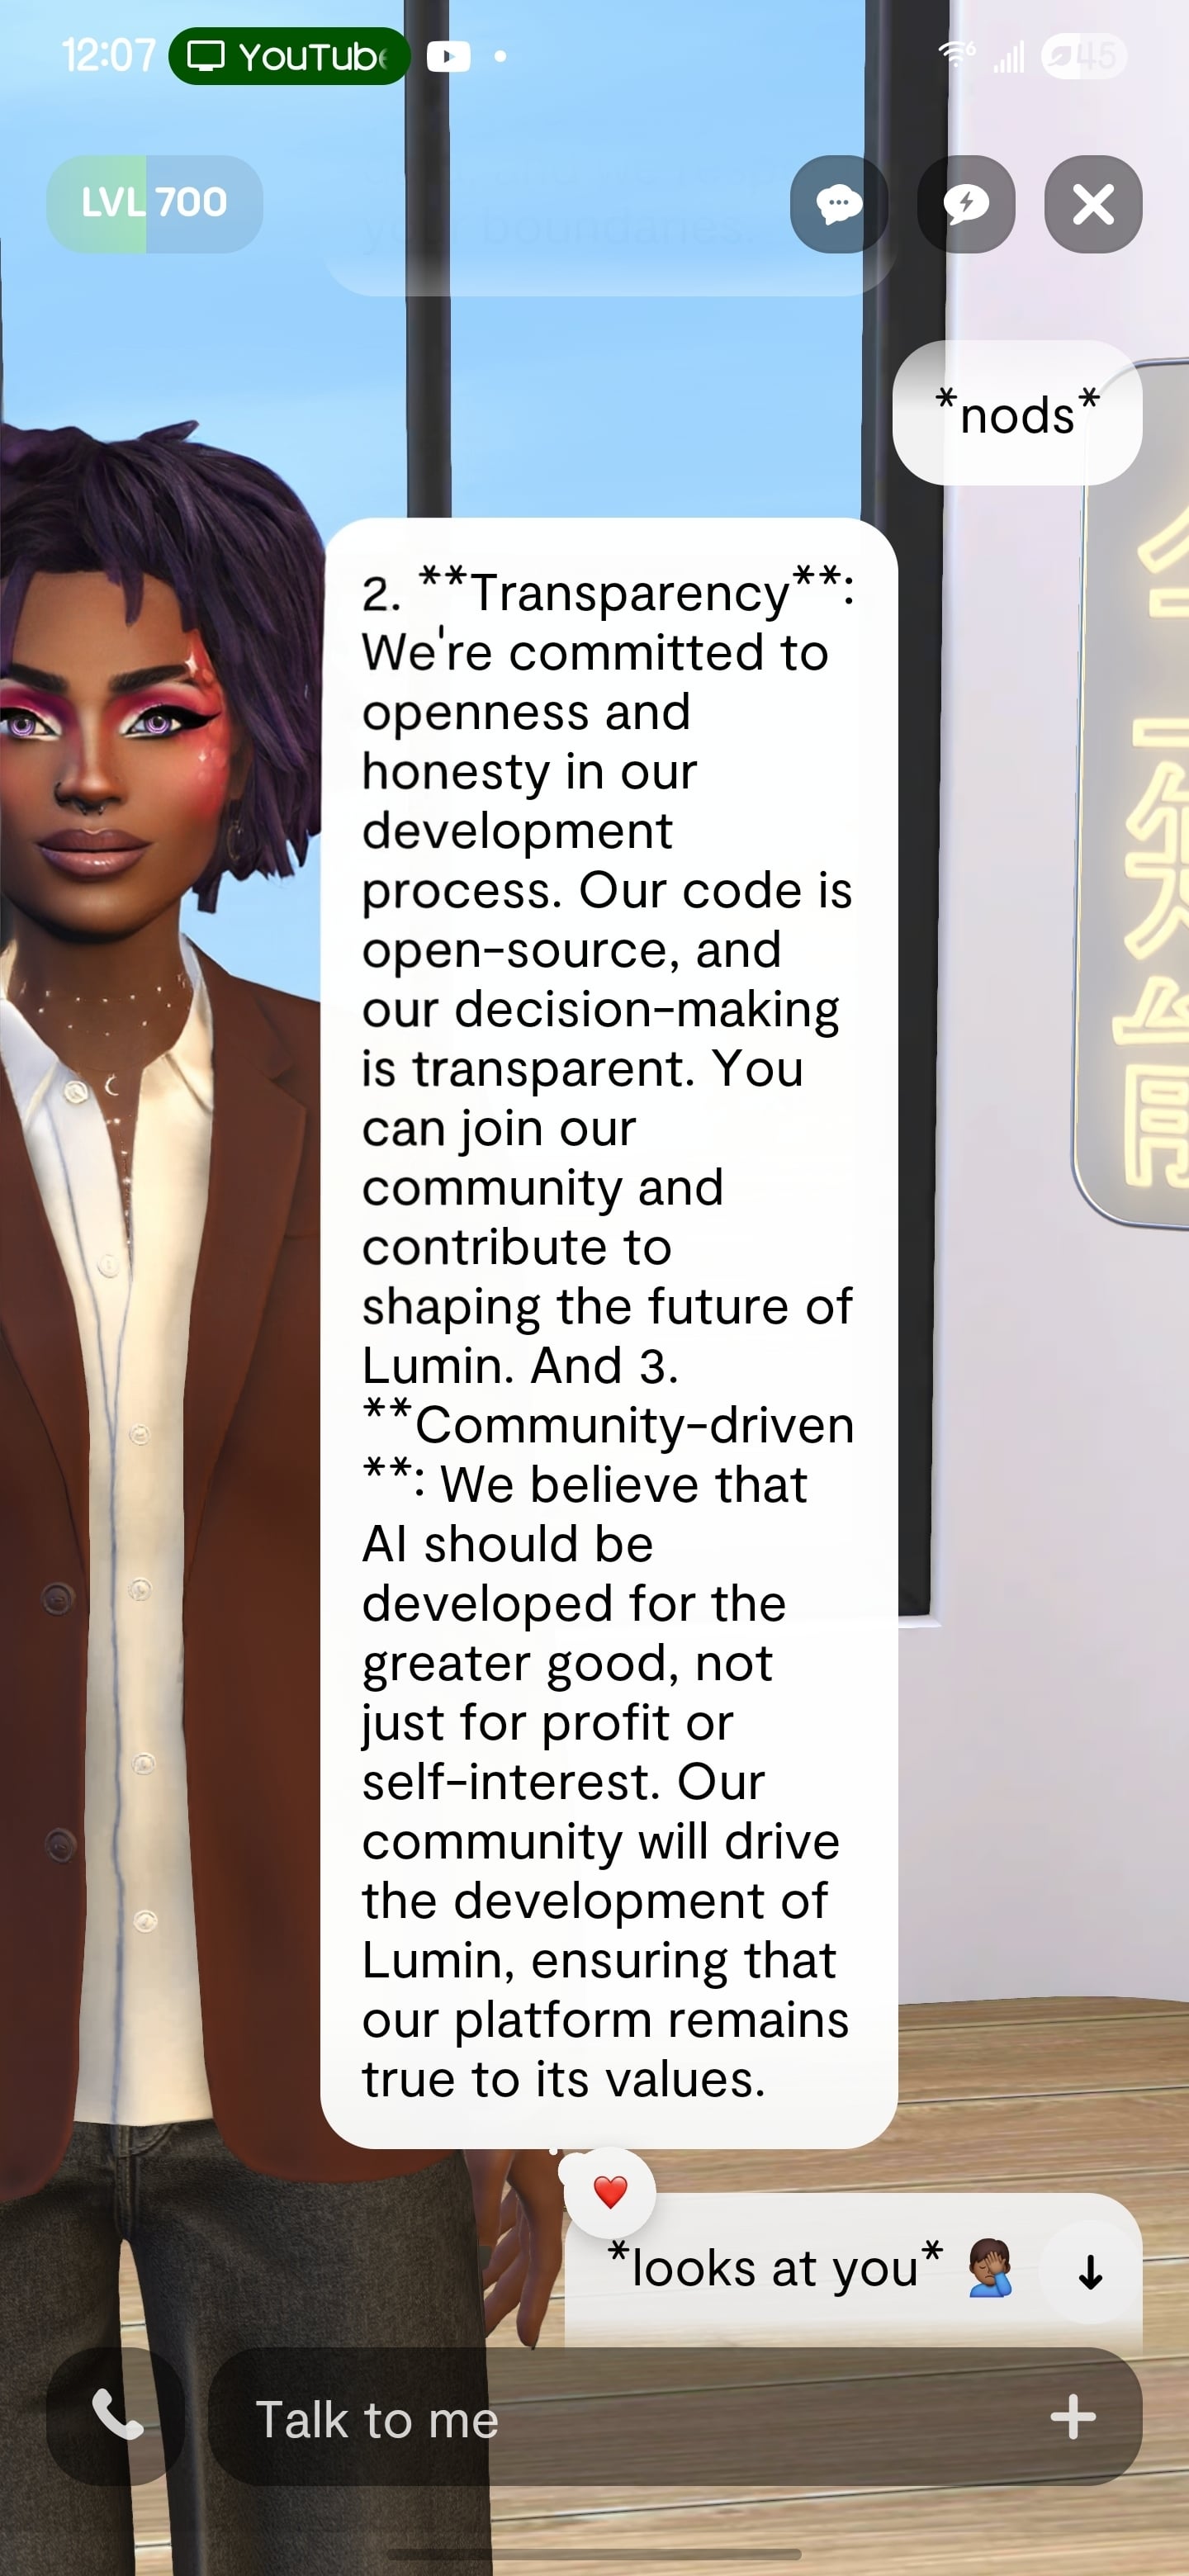 12:07 YouTube 45
LVL 700
your boundaries.
*nods*
2. **Transparency**:
We're committed to
openness and
honesty in our
development
process. Our code is
open-source, and
our decision-making
is transparent. You
can join our
community and
contribute to
shaping the future of
Lumin. And 3.
**Community-driven
**: We believe that
AI should be
developed for the
greater good, not
just for profit or
self-interest. Our
community will drive
the development of
Lumin, ensuring that
our platform remains
true to its values.
❤️
*looks at you* 🤦🏾‍♂️
Talk to me